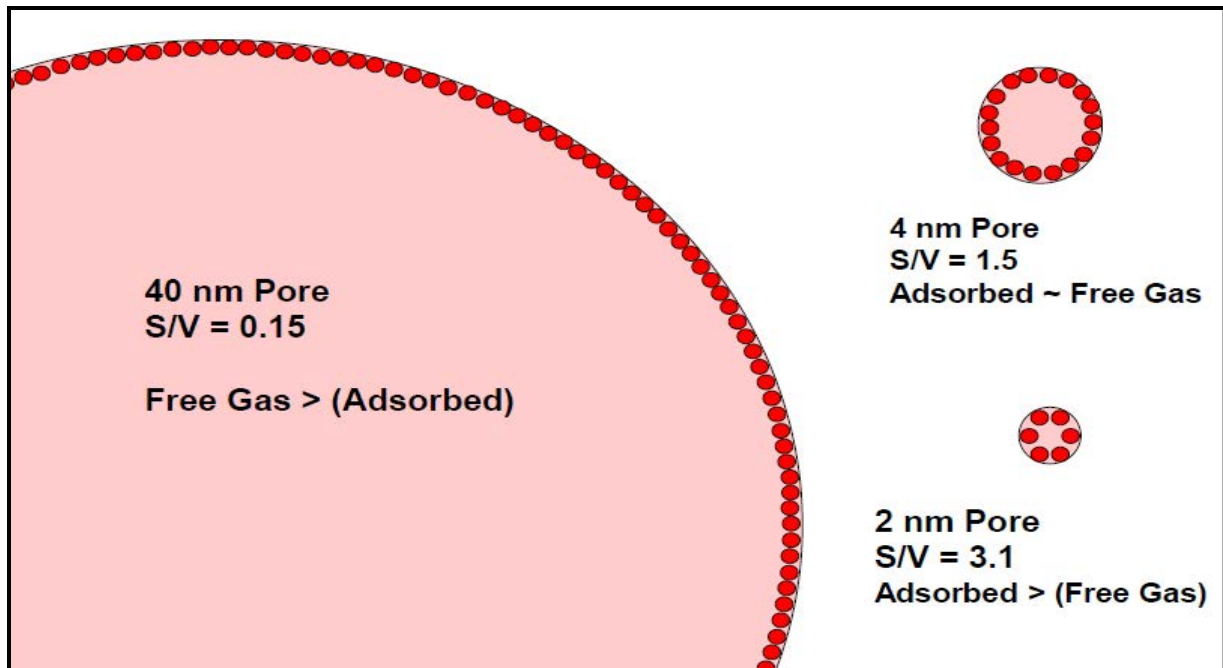 40 nm Pore
S/V = 0.15
Free Gas > (Adsorbed)
4 nm Pore
S/V = 1.5
Adsorbed ~ Free Gas
2 nm Pore
S/V = 3.1
Adsorbed > (Free Gas)